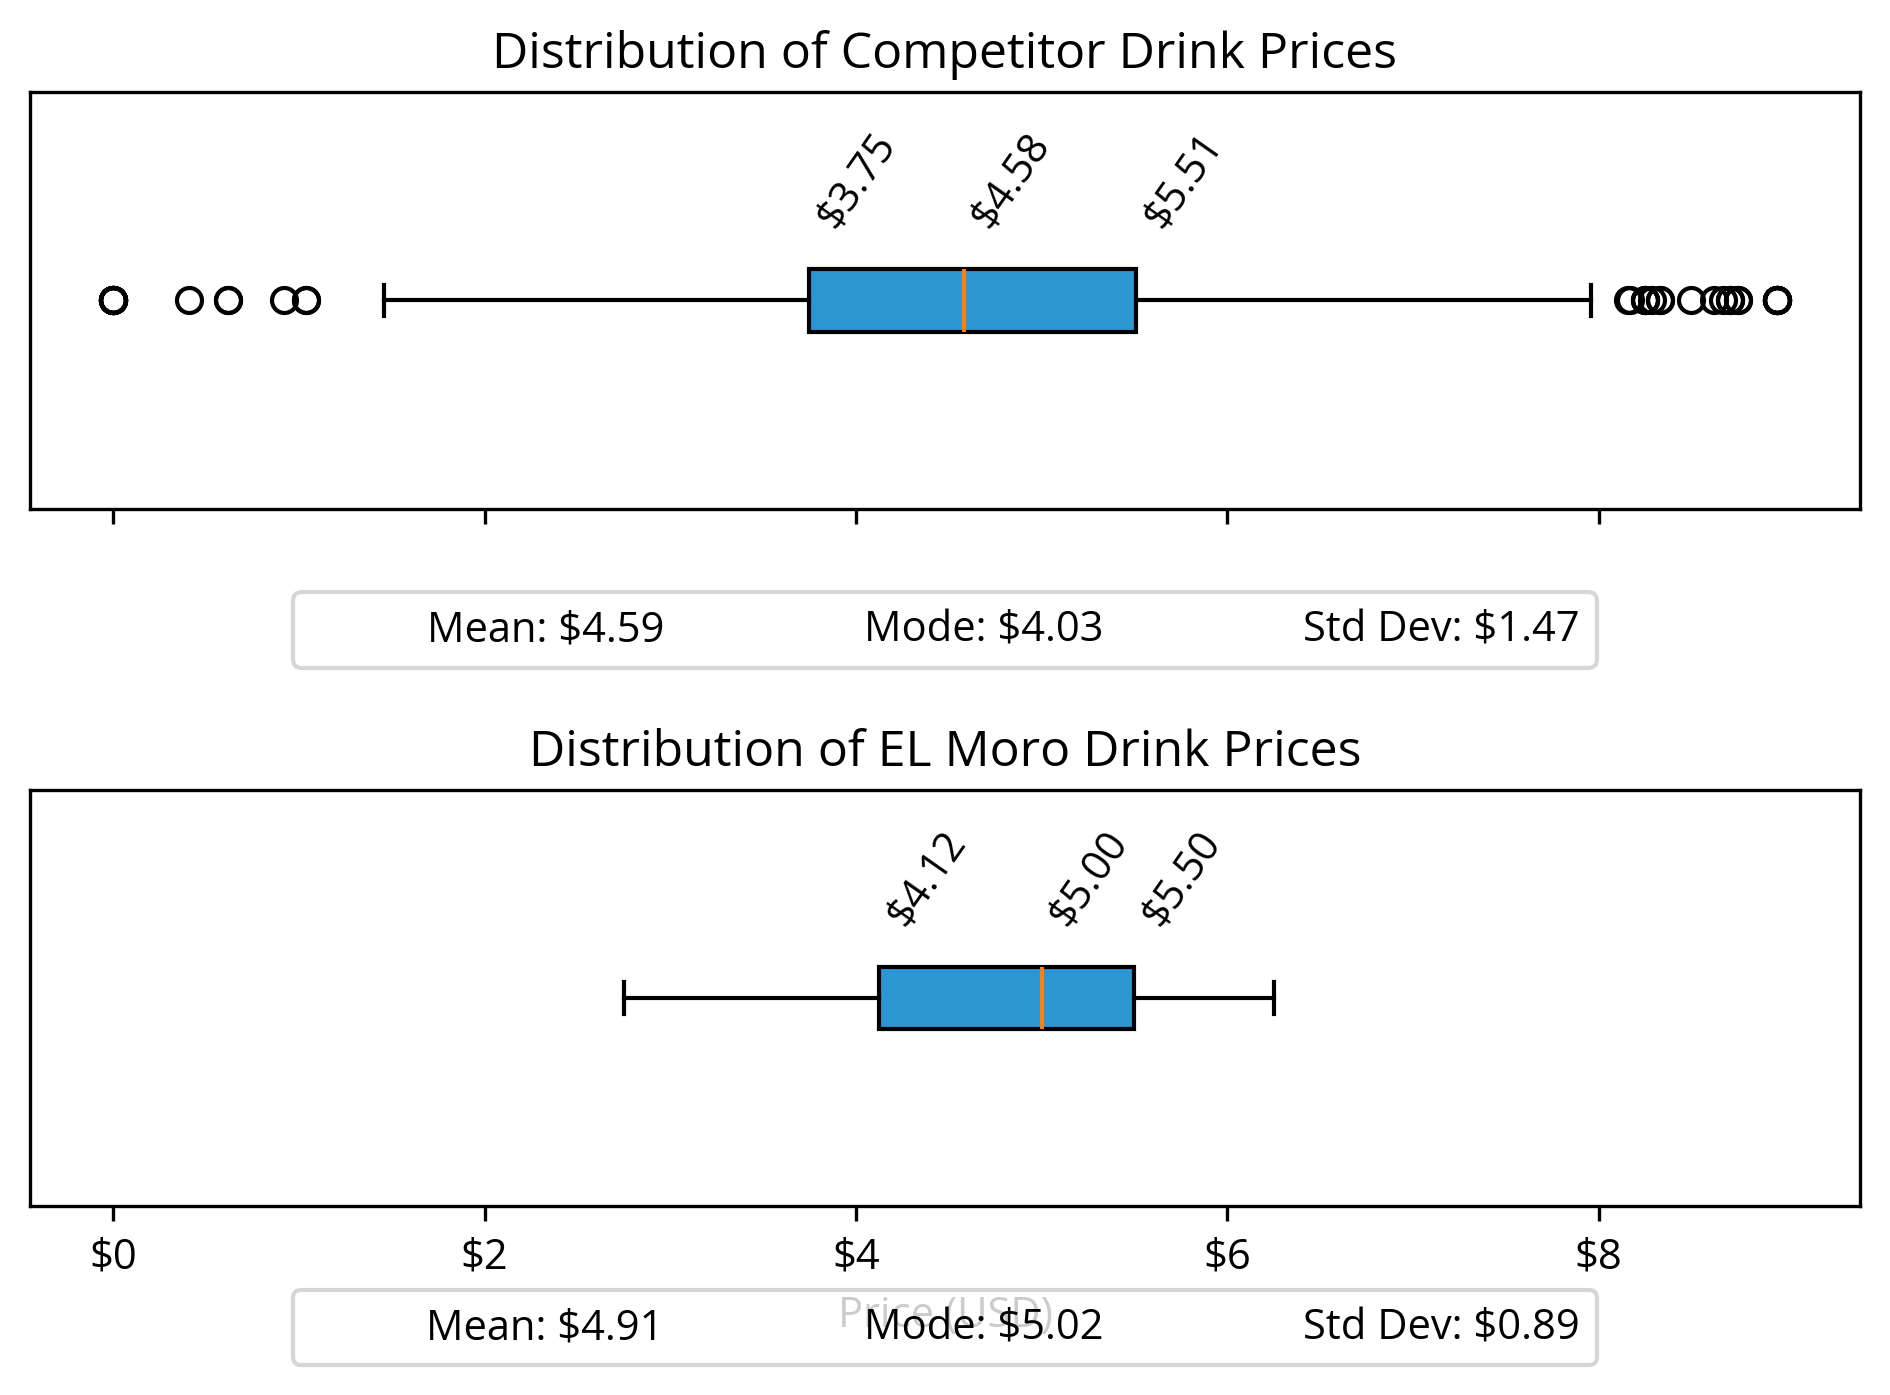 Distribution of Competitor Drink Prices
$3.75 $4.58 $5.51
Mean: $4.59 Mode: $4.03 Std Dev: $1.47
Distribution of EL Moro Drink Prices
$4.12 $5.00 $5.50
$0 $2 $4 $6 $8
Price (USD)
Mean: $4.91 Mode: $5.02 Std Dev: $0.89